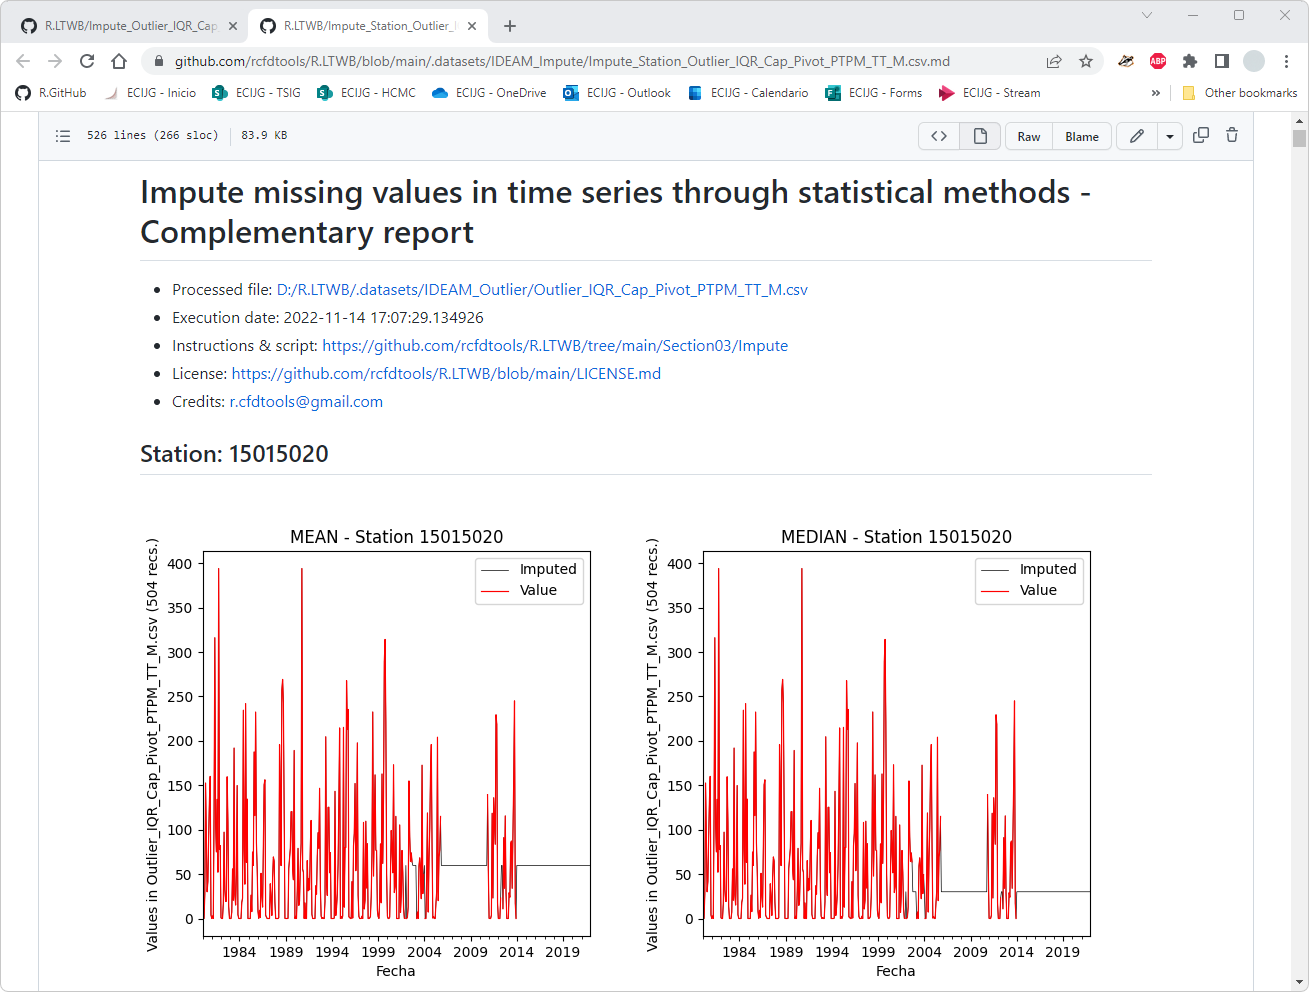 R.LTWB/Impute_Outlier_IQR_Cap_
R.LTWB/Impute_Station_Outlier_I
github.com/rcfdtools/R.LTWB/blob/main/.datasets/IDEAM_Impute/Impute_Station_Outlier_IQR_Cap_Pivot_PTPM_TT_M.csv.md
ABP
R.GitHub
ECIJG - Inicio
ECIJG - TSIG
ECIJG - HCMC
ECIJG - OneDrive
ECIJG - Outlook
ECIJG - Calendario
ECIJG - Forms
ECIJG - Stream
»
Other bookmarks
526 lines (266 sloc)
83.9 KB
<>
Raw
Blame
Impute missing values in time series through statistical methods -
Complementary report
• Processed file: D:/R.LTWB/.datasets/IDEAM_Outlier/Outlier_IQR_Cap_Pivot_PTPM_TT_M.csv
• Execution date: 2022-11-14 17:07:29.134926
• Instructions & script: https://github.com/rcfdtools/R.LTWB/tree/main/Section03/Impute
• License: https://github.com/rcfdtools/R.LTWB/blob/main/LICENSE.md
• Credits: r.cfdtools@gmail.com
Station: 15015020
MEAN - Station 15015020
Values in Outlier_IQR_Cap_Pivot_PTPM_TT_M.csv (504 recs.)
400
350
300
250
200
150
100
50
0
Imputed
Value
1984 1989 1994 1999 2004 2009 2014 2019
Fecha
MEDIAN - Station 15015020
Values in Outlier_IQR_Cap_Pivot_PTPM_TT_M.csv (504 recs.)
400
350
300
250
200
150
100
50
0
Imputed
Value
1984 1989 1994 1999 2004 2009 2014 2019
Fecha